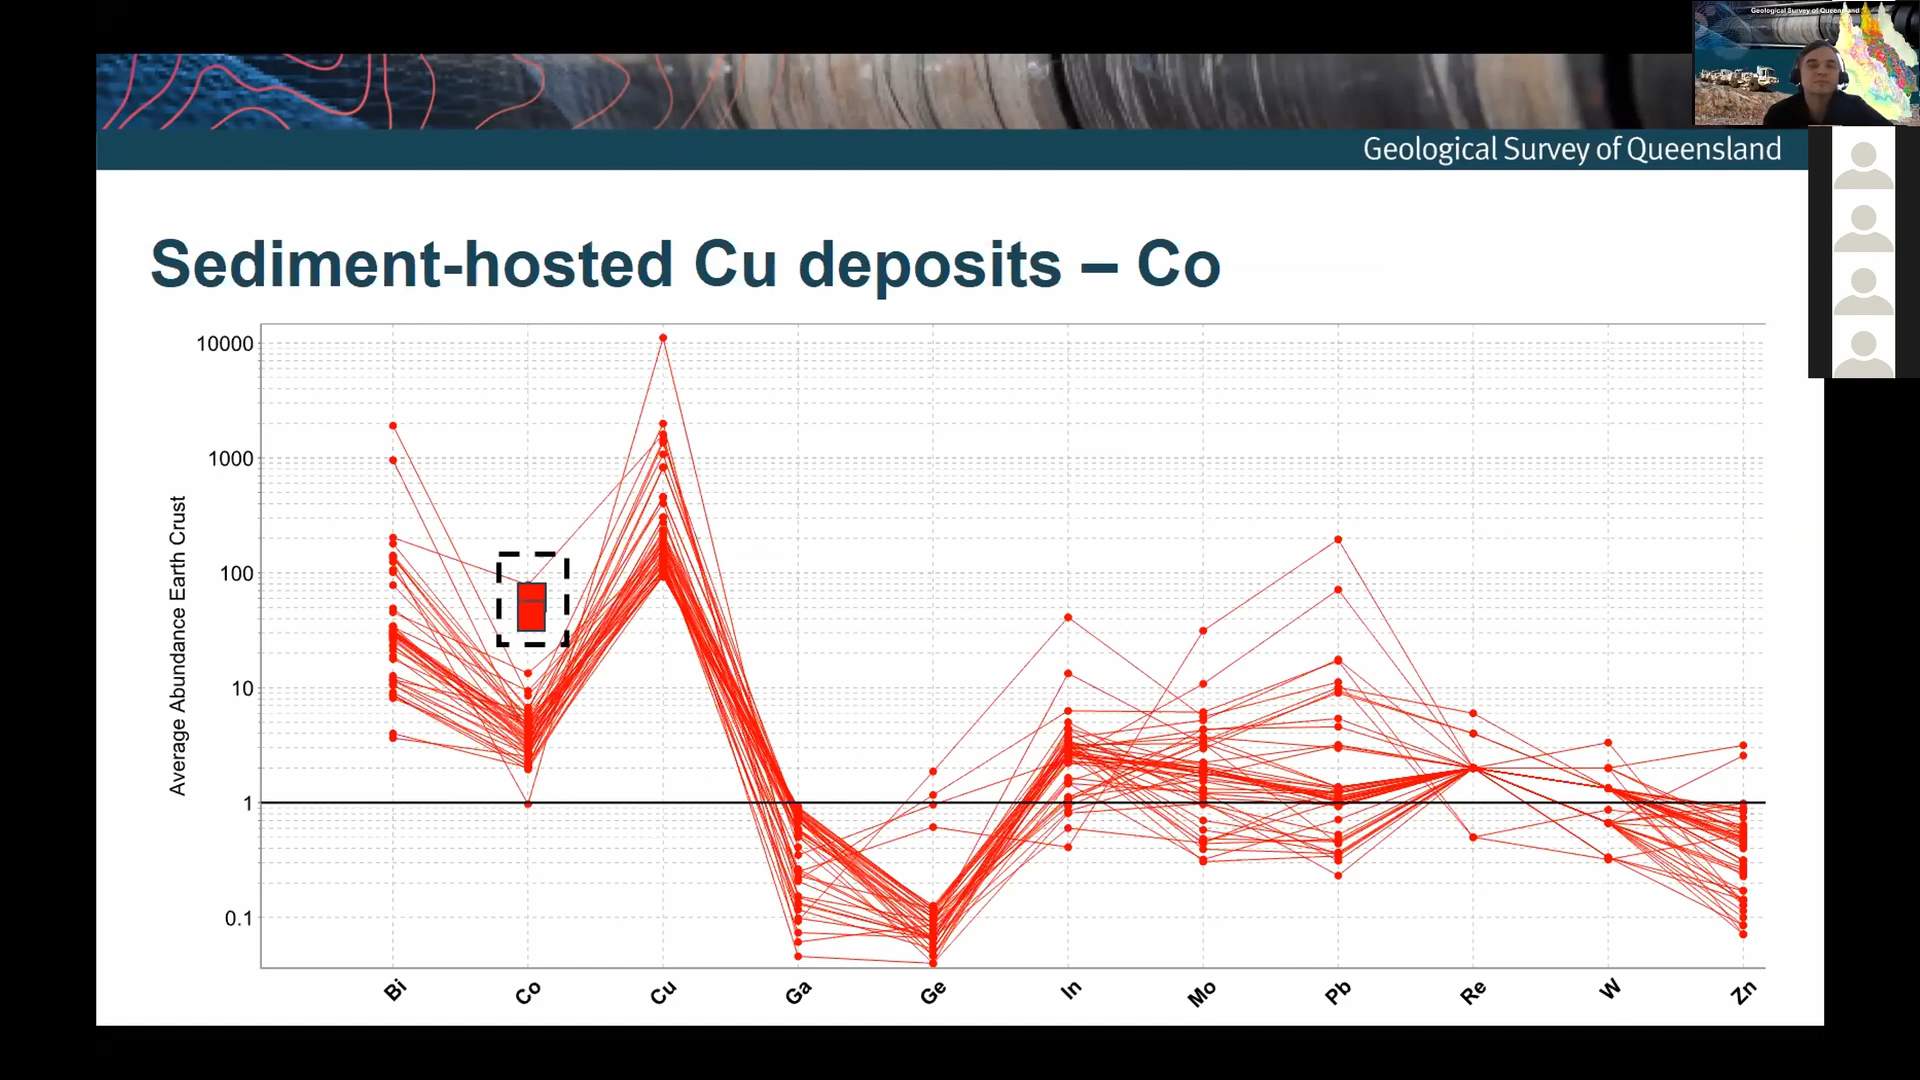 Geological Survey of Queensland
Geological Survey of Queensland
Sediment-hosted Cu deposits – Co
Average Abundance Earth Crust
10000
1000
100
10
1
0.1
Bi Co Cu Ga Ge In Mo Pb Re W Zn